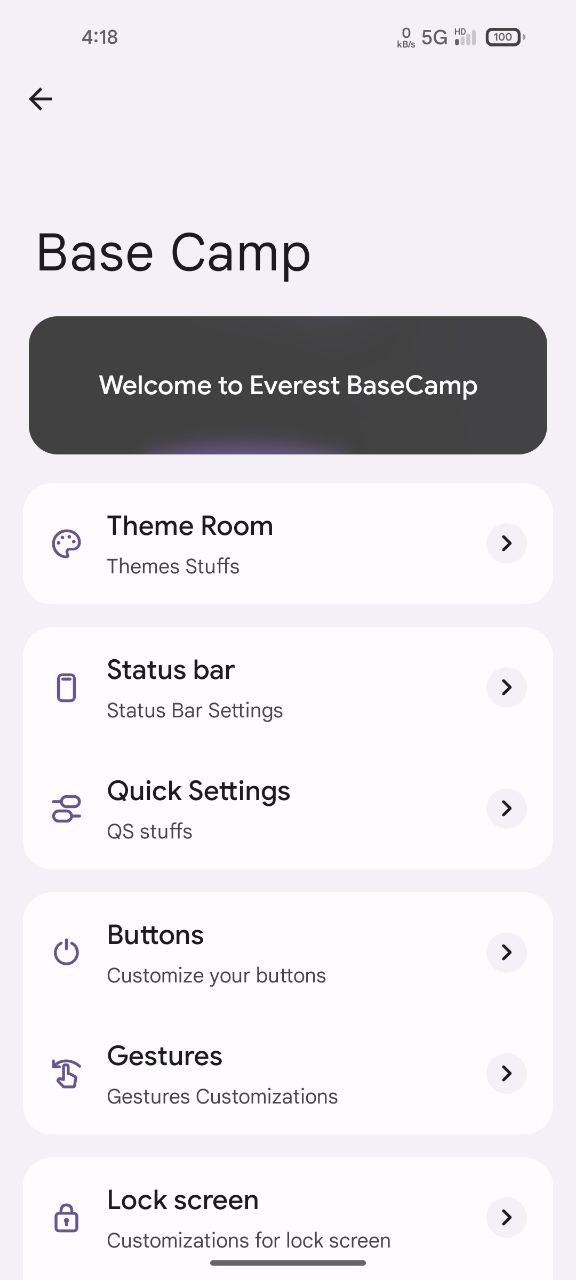 4:18
0
kB/s
5G
HD
100
Base Camp
Welcome to Everest BaseCamp
Theme Room
Themes Stuffs
Status bar
Status Bar Settings
Quick Settings
QS stuffs
Buttons
Customize your buttons
Gestures
Gestures Customizations
Lock screen
Customizations for lock screen